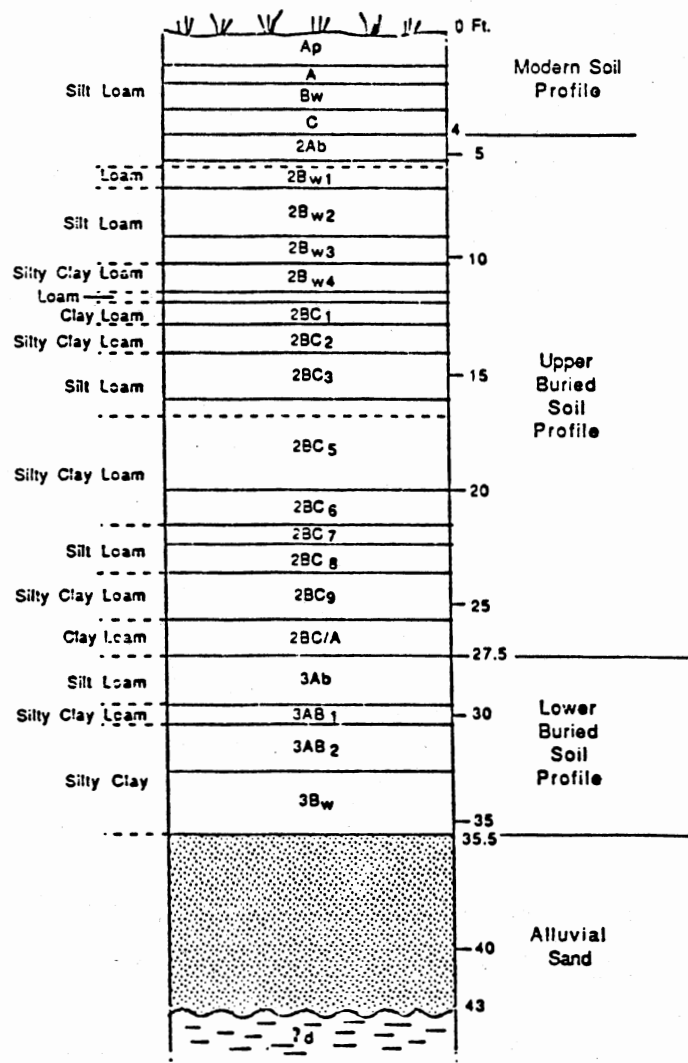 0 Ft.
Ap
A
Bw
C
2Ab
2Bw1
2Bw2
2Bw3
2Bw4
2BC1
2BC2
2BC3
2BC5
2BC6
2BC7
2BC8
2BC9
2BC/A
3Ab
3AB1
3AB2
3Bw
Silt Loam
Loam
Silt Loam
Silty Clay Loam
Loam
Clay Loam
Silty Clay Loam
Silt Loam
Silty Clay Loam
Silt Loam
Silty Clay Loam
Clay Loam
Silt Loam
Silty Clay Loam
Silty Clay
4
5
10
15
20
25
27.5
30
35
35.5
40
43
Modern Soil
Profile
Upper
Buried
Soil
Profile
Lower
Buried
Soil
Profile
Alluvial
Sand